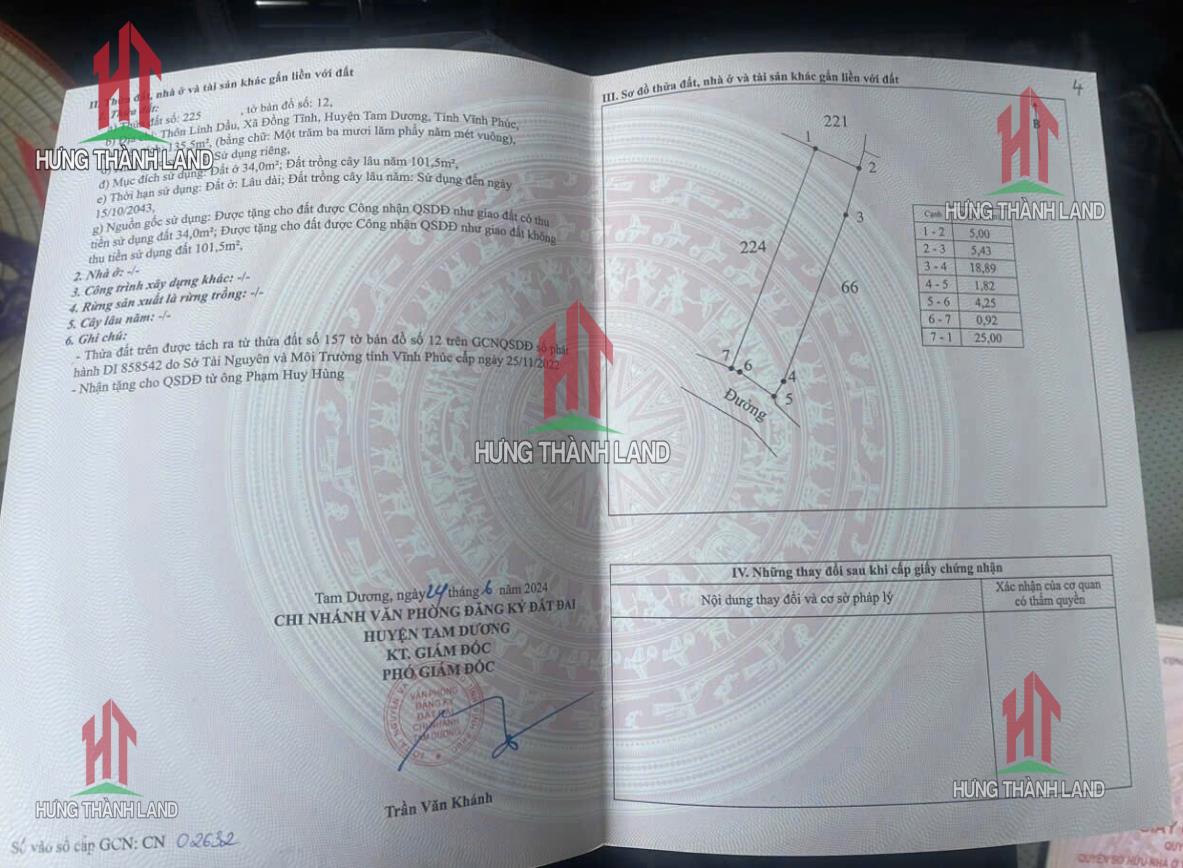 II. Thửa đất, nhà ở và tài sản khác gắn liền với đất
đất số: 225 , tờ bản đồ số: 12,
Thôn Lính Dầu, Xã Đồng Tĩnh, Huyện Tam Dương, Tỉnh Vĩnh Phúc,
135,5m², (bằng chữ: Một trăm ba mươi lăm phẩy năm mét vuông),
Sử dụng riêng,
đ) Mục đích sử dụng: Đất ở 34,0m²; Đất trồng cây lâu năm 101,5m²,
e) Thời hạn sử dụng: Đất ở: Lâu dài; Đất trồng cây lâu năm: Sử dụng đến ngày
15/10/2043,
g) Nguồn gốc sử dụng: Được tặng cho đất được Công nhận QSDĐ như giao đất có thu
tiền sử dụng đất 34,0m²; Được tặng cho đất được Công nhận QSDĐ như giao đất không
thu tiền sử dụng đất 101,5m²,
2. Nhà ở: -/-
3. Công trình xây dựng khác: -/-
4. Rừng sản xuất là rừng trồng: -/-
5. Cây lâu năm: -/-
6. Ghi chú:
- Thửa đất trên được tách ra từ thửa đất số 157 tờ bản đồ số 12 trên GCNQSDĐ số phát
hành DI 858542 do Sở Tài Nguyên và Môi Trường tỉnh Vĩnh Phúc cấp ngày 25/11/2022
- Nhận tặng cho QSDĐ từ ông Phạm Huy Hùng
Tam Dương, ngày 24 tháng 6 năm 2024
CHI NHÁNH VĂN PHÒNG ĐĂNG KÝ ĐẤT ĐAI
HUYỆN TAM DƯƠNG
KT. GIÁM ĐỐC
PHÓ GIÁM ĐỐC
VĂN PHÒNG
ĐĂNG KÝ
ĐẤT ĐAI
CHI NHÁNH
TAM DƯƠNG
Trần Văn Khánh
Số vào sổ cấp GCN: CN 02632
III. Sơ đồ thửa đất, nhà ở và tài sản khác gắn liền với đất
4
B
221
1
2
3
224
66
7
6
4
5
Đường
Cạnh
1 - 2 5,00
2 - 3 5,43
3 - 4 18,89
4 - 5 1,82
5 - 6 4,25
6 - 7 0,92
7 - 1 25,00
IV. Những thay đổi sau khi cấp giấy chứng nhận
Nội dung thay đổi và cơ sở pháp lý
Xác nhận của cơ quan
có thẩm quyền
HƯNG THÀNH LAND
HƯNG THÀNH LAND
HƯNG THÀNH LAND
HƯNG THÀNH LAND
HƯNG THÀNH LAND